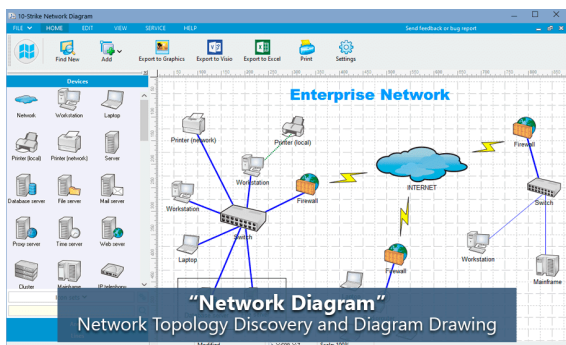 10-Strike Network Diagram
FILE HOME EDIT VIEW SERVICE HELP
Send feedback or bug report
Find New
Add
Export to Graphics
Export to Visio
Export to Excel
Print
Settings
Devices
Network
Workstation
Laptop
Printer (local)
Printer (network)
Server
Database server
File server
Mail server
Proxy server
Time server
Web server
Cluster
Mainframe
IP telephony
Enterprise Network
Printer (network)
Printer (local)
Firewall
Workstation
INTERNET
Workstation
Firewall
Switch
Switch
Laptop
Workstation
Firewall
Mainframe
“Network Diagram”
Network Topology Discovery and Diagram Drawing